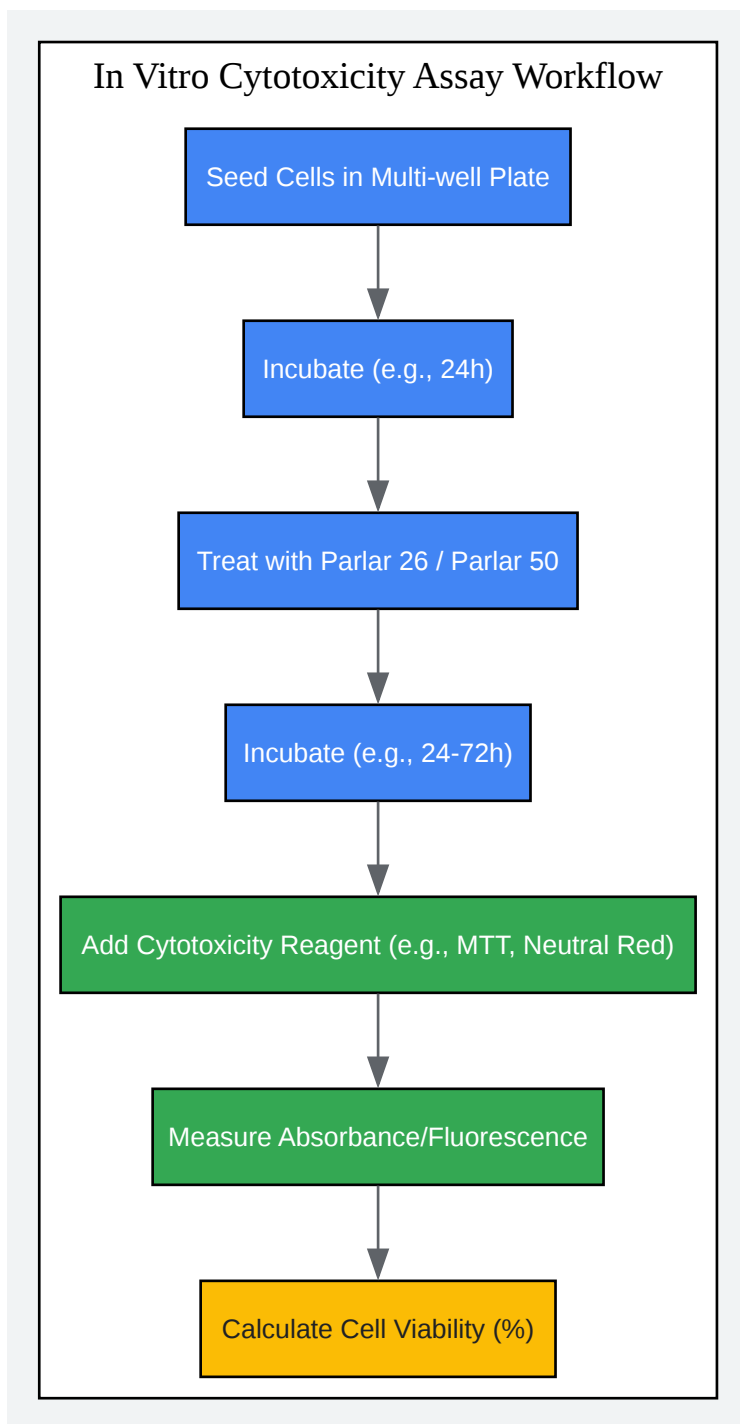 In Vitro Cytotoxicity Assay Workflow
Seed Cells in Multi-well Plate
Incubate (e.g., 24h)
Treat with Parlar 26 / Parlar 50
Incubate (e.g., 24-72h)
Add Cytotoxicity Reagent (e.g., MTT, Neutral Red)
Measure Absorbance/Fluorescence
Calculate Cell Viability (%)